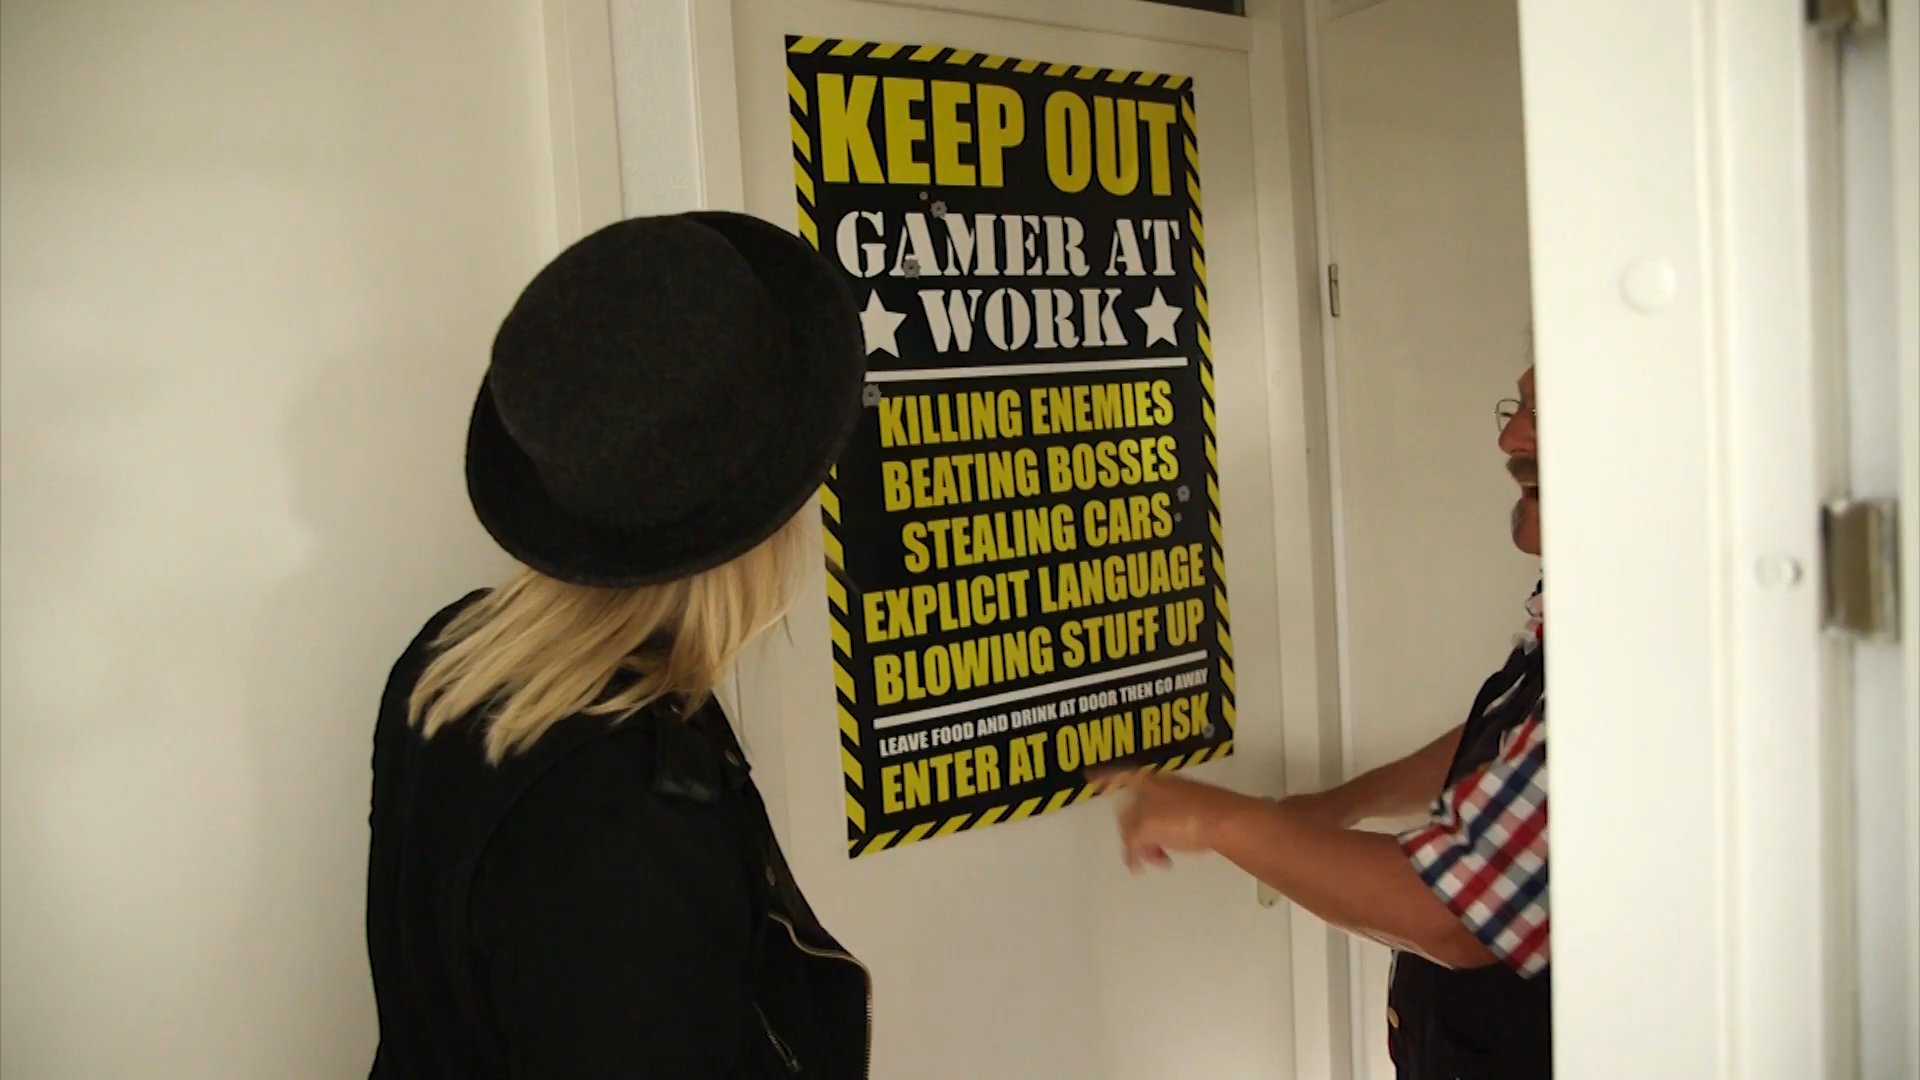 KEEP OUT
GAMER AT
WORK
KILLING ENEMIES
BEATING BOSSES
STEALING CARS
EXPLICIT LANGUAGE
BLOWING STUFF UP
LEAVE FOOD AND DRINK AT DOOR THEN GO AWAY
ENTER AT OWN RISK